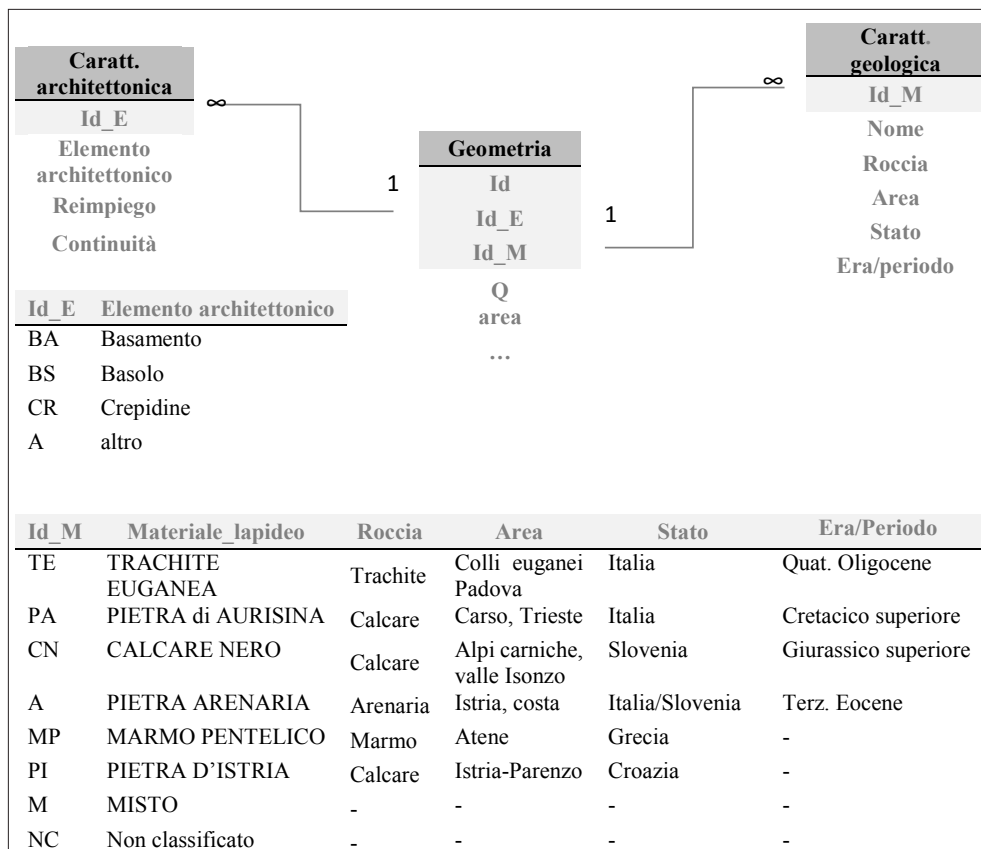 Caratt.
architettonica
∞
Id_E
Elemento
architettonico
Reimpiego
Continuità
1
Geometria
Id
Id_E
Id_M
Q
area
…
1
∞
Caratt.
geologica
Id_M
Nome
Roccia
Area
Stato
Era/periodo
Id_E Elemento architettonico
BA Basamento
BS Basolo
CR Crepidine
A altro
Id_M Materiale_lapideo Roccia Area Stato Era/Periodo
TE TRACHITE EUGANEA Trachite Colli euganei Padova Italia Quat. Oligocene
PA PIETRA di AURISINA Calcare Carso, Trieste Italia Cretacico superiore
CN CALCARE NERO Calcare Alpi carniche, valle Isonzo Slovenia Giurassico superiore
A PIETRA ARENARIA Arenaria Istria, costa Italia/Slovenia Terz. Eocene
MP MARMO PENTELICO Marmo Atene Grecia -
PI PIETRA D'ISTRIA Calcare Istria-Parenzo Croazia -
M MISTO - - - -
NC Non classificato - - - -